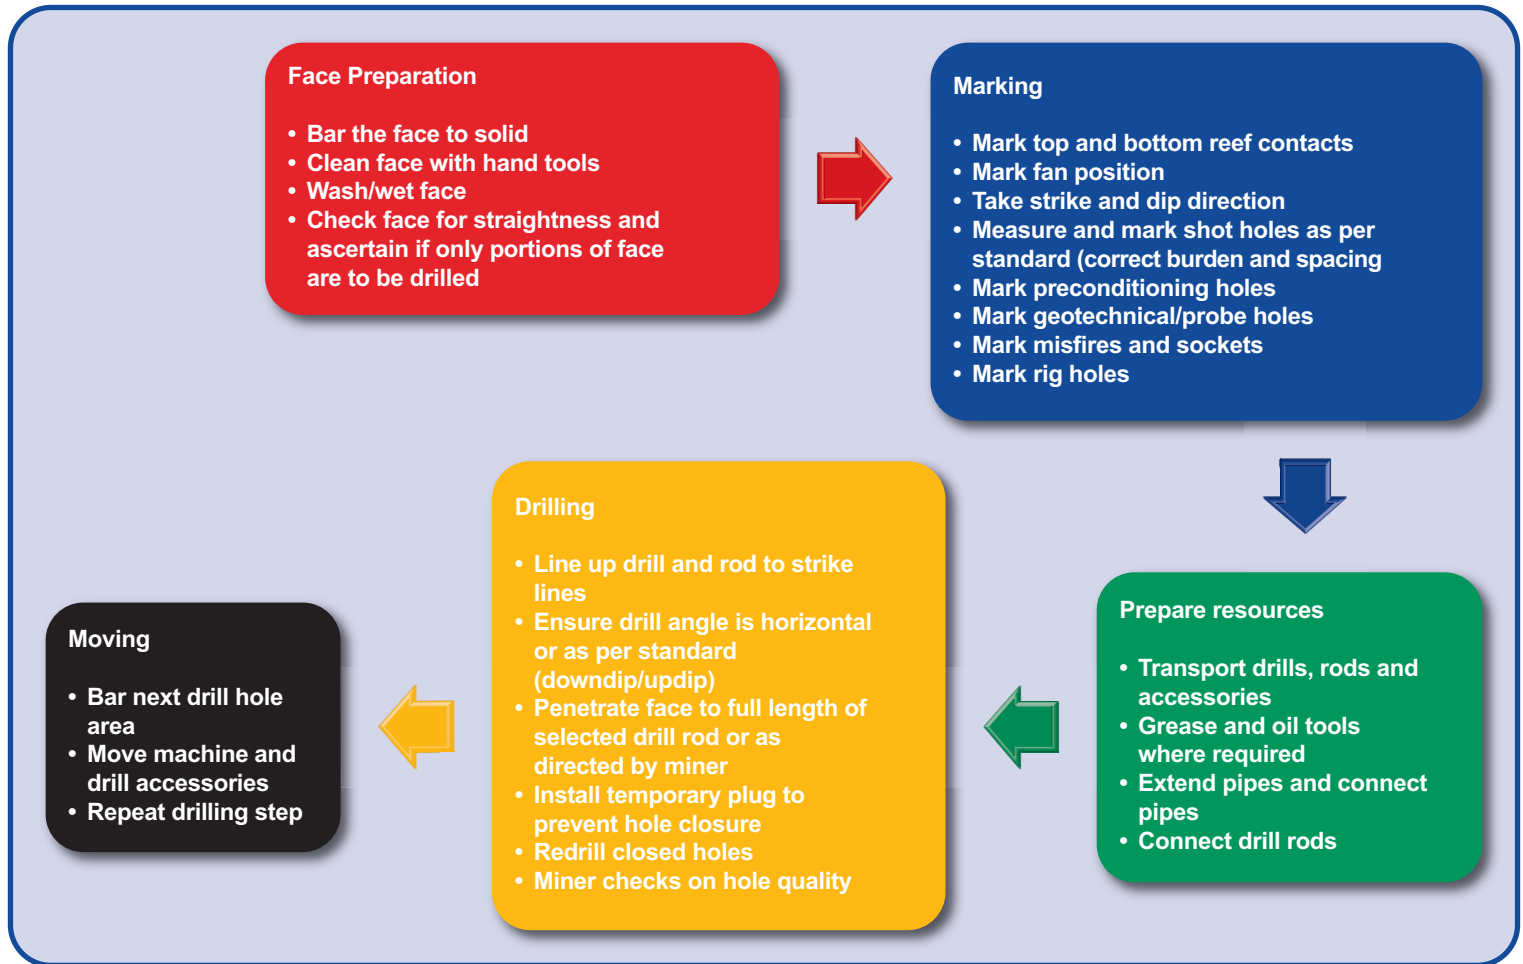 Face Preparation
• Bar the face to solid
• Clean face with hand tools
• Wash/wet face
• Check face for straightness and
ascertain if only portions of face
are to be drilled
Marking
• Mark top and bottom reef contacts
• Mark fan position
• Take strike and dip direction
• Measure and mark shot holes as per
standard (correct burden and spacing
• Mark preconditioning holes
• Mark geotechnical/probe holes
• Mark misfires and sockets
• Mark rig holes
Prepare resources
• Transport drills, rods and
accessories
• Grease and oil tools
where required
• Extend pipes and connect
pipes
• Connect drill rods
Drilling
• Line up drill and rod to strike
lines
• Ensure drill angle is horizontal
or as per standard
(downdip/updip)
• Penetrate face to full length of
selected drill rod or as
directed by miner
• Install temporary plug to
prevent hole closure
• Redrill closed holes
• Miner checks on hole quality
Moving
• Bar next drill hole
area
• Move machine and
drill accessories
• Repeat drilling step